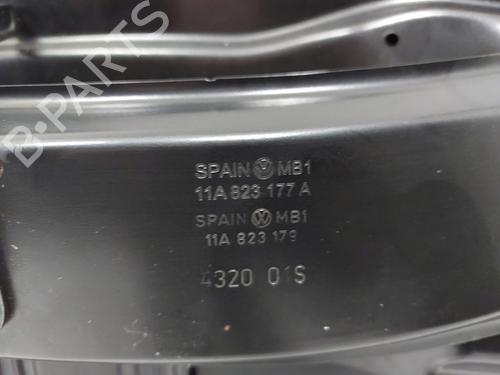 B-PARTS
SPAIN MB1
11A 823 177 A
SPAIN MB1
11A 823 179
4320 01S